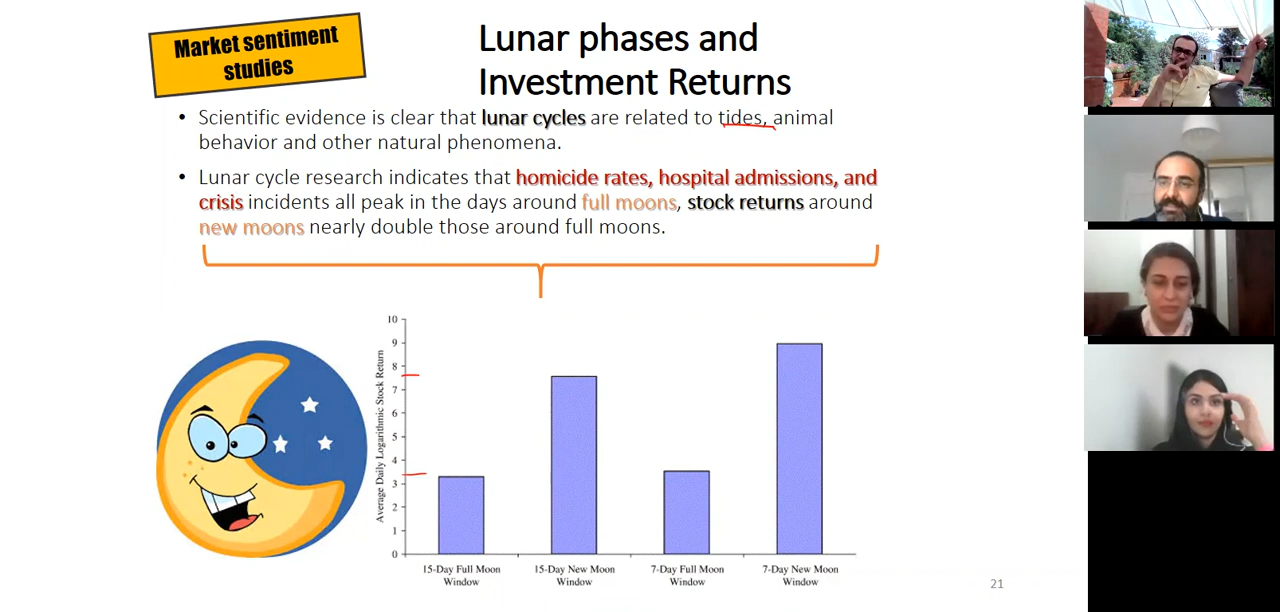 Market sentiment
studies
Lunar phases and
Investment Returns
• Scientific evidence is clear that lunar cycles are related to tides, animal
behavior and other natural phenomena.
• Lunar cycle research indicates that homicide rates, hospital admissions, and
crisis incidents all peak in the days around full moons, stock returns around
new moons nearly double those around full moons.
Average Daily Logarithmic Stock Return
10
9
8
7
6
5
4
3
2
1
0
15-Day Full Moon
Window
15-Day New Moon
Window
7-Day Full Moon
Window
7-Day New Moon
Window
21